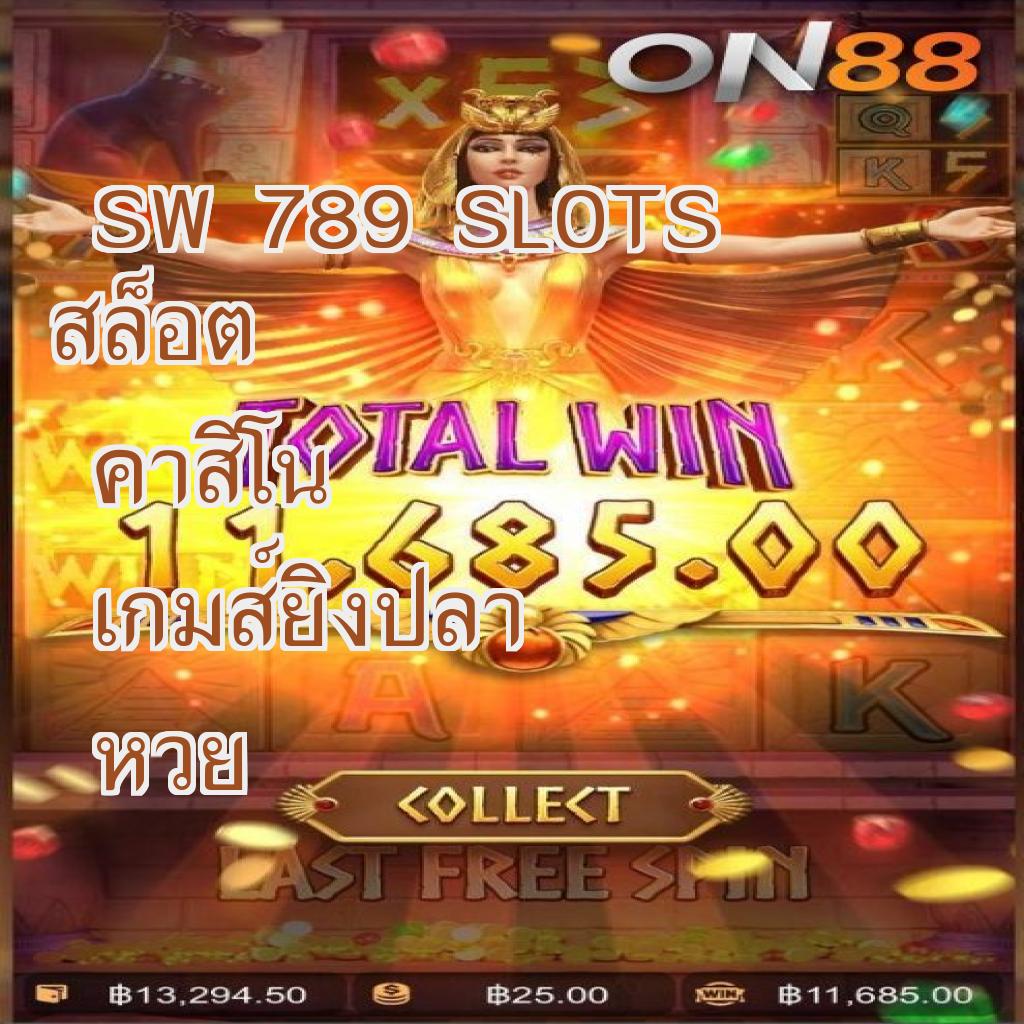 ON88
x53
Q
K 5
SW 789 SLOTS
สล็อต
คาสิโน
TOTAL WIN
11,685.00
เกมส์ยิงปลา
A K
หวย
COLLECT
LAST FREE SPIN
฿13,294.50 ฿25.00 WIN ฿11,685.00